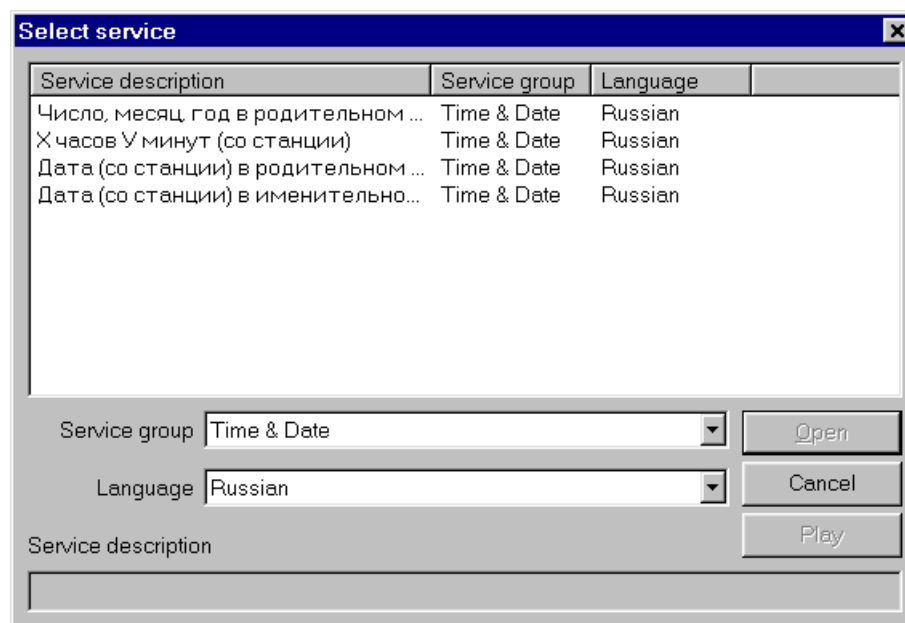 Select service
Service description Service group Language
Число, месяц, год в родительном ... Time & Date Russian
X часов Y минут (со станции) Time & Date Russian
Дата (со станции) в родительном ... Time & Date Russian
Дата (со станции) в именительно... Time & Date Russian
Service group Time & Date Open
Language Russian Cancel
Play
Service description